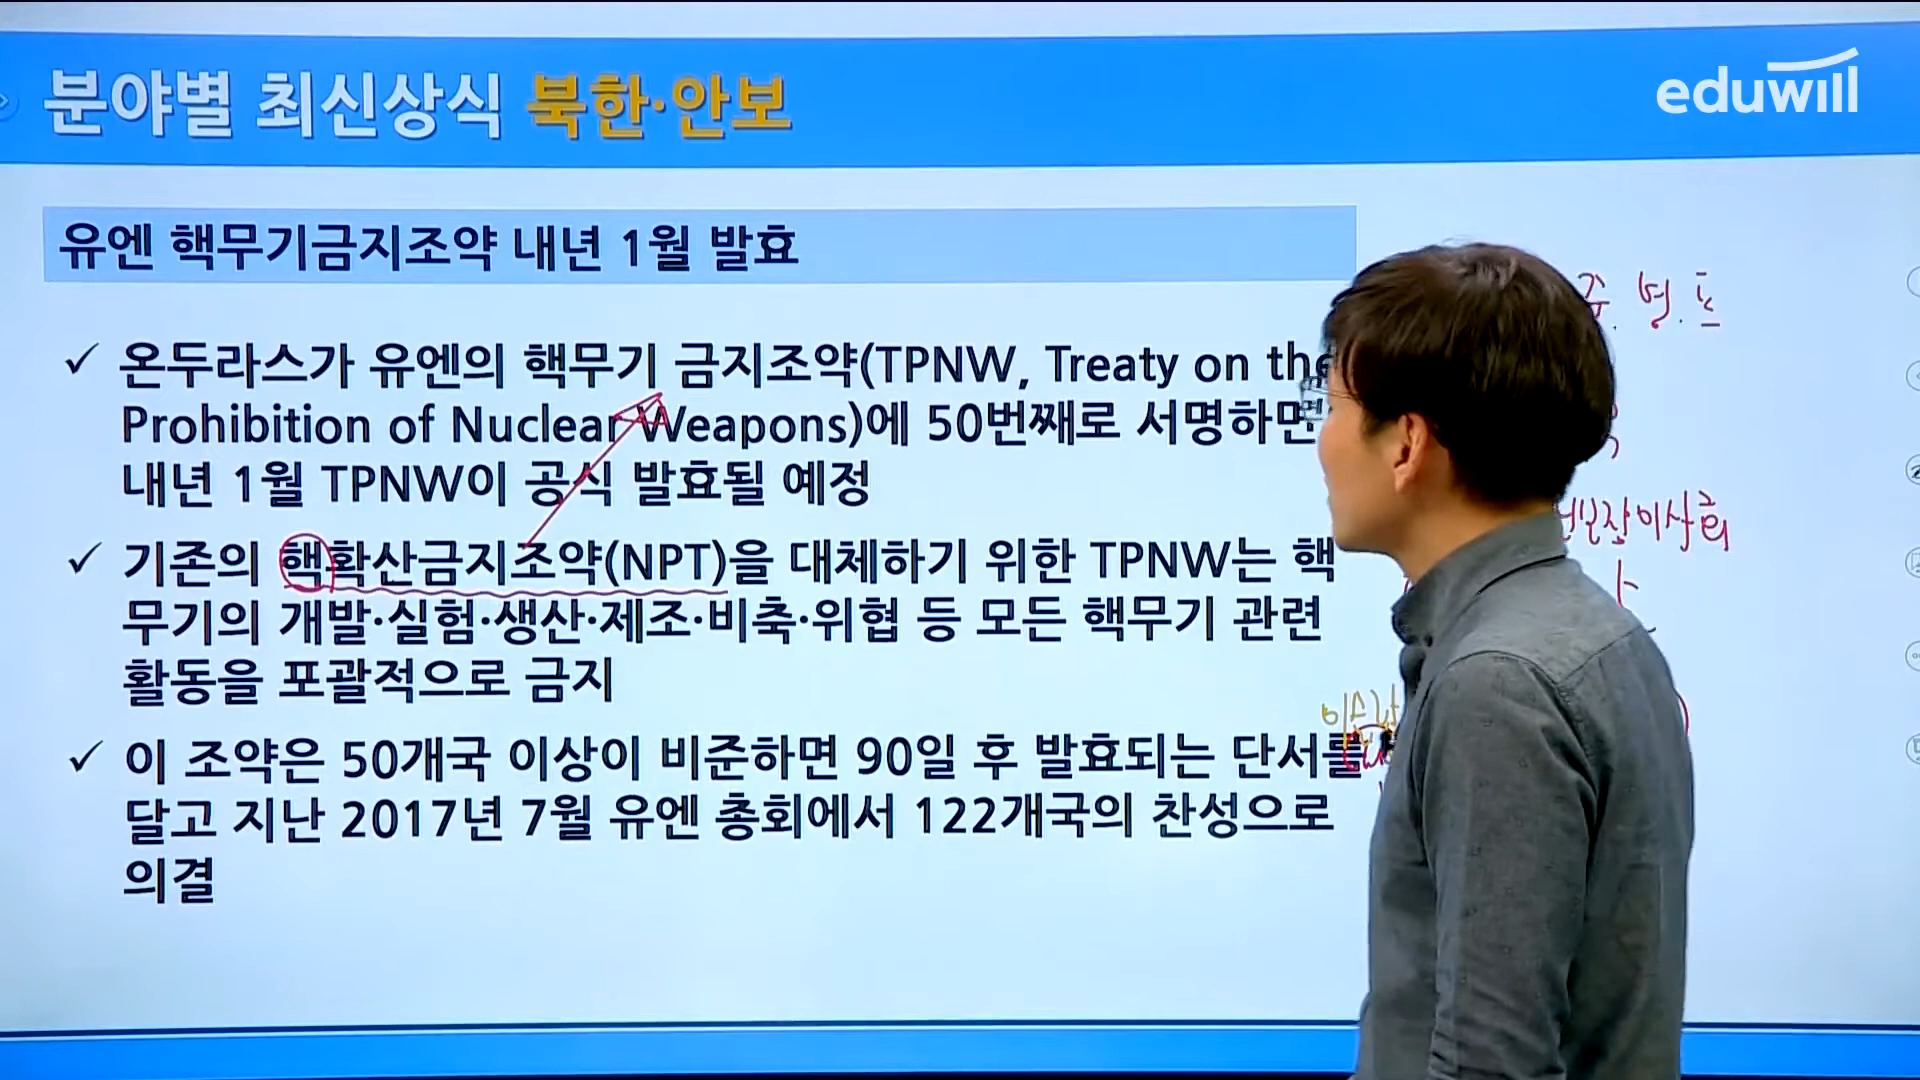 분야별 최신상식 북한·안보
eduwill
유엔 핵무기금지조약 내년 1월 발효
✓ 온두라스가 유엔의 핵무기 금지조약(TPNW, Treaty on the
Prohibition of Nuclear Weapons)에 50번째로 서명하면
내년 1월 TPNW이 공식 발효될 예정
✓ 기존의 핵확산금지조약(NPT)을 대체하기 위한 TPNW는 핵
무기의 개발·실험·생산·제조·비축·위협 등 모든 핵무기 관련
활동을 포괄적으로 금지
✓ 이 조약은 50개국 이상이 비준하면 90일 후 발효되는 단서를
달고 지난 2017년 7월 유엔 총회에서 122개국의 찬성으로
의결